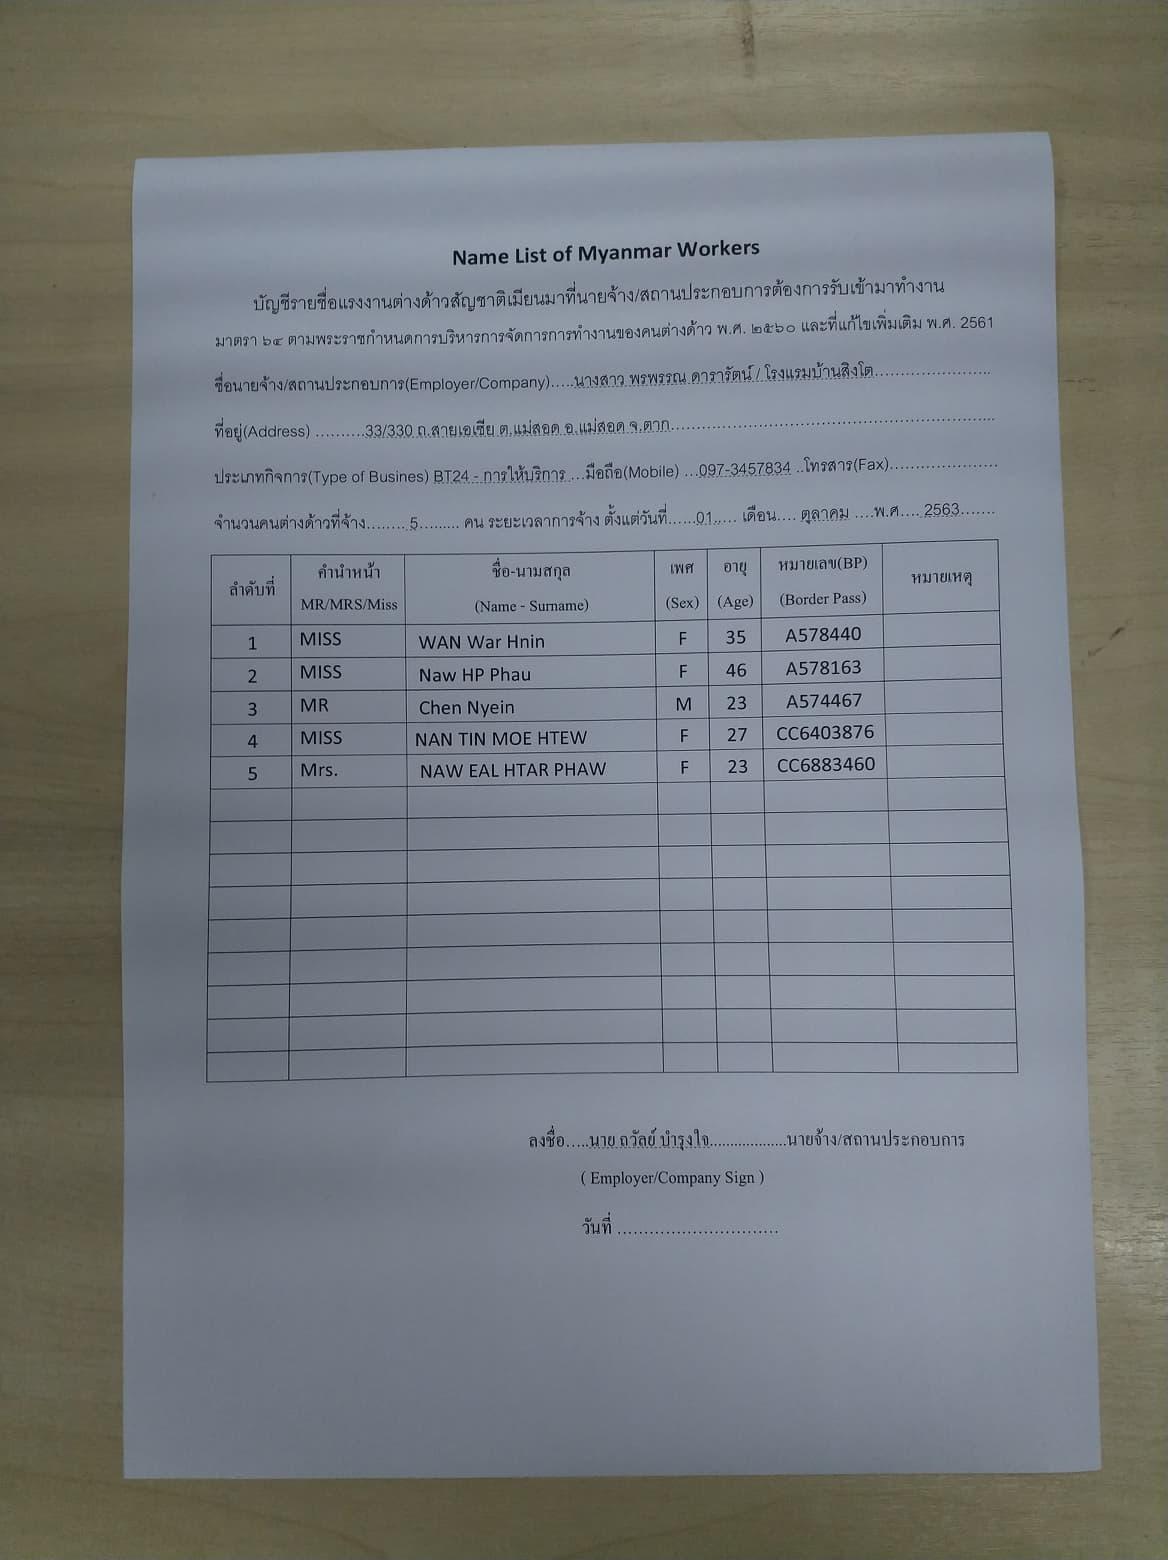 Name List of Myanmar Workers
บัญชีรายชื่อแรงงานต่างด้าวสัญชาติเมียนมาที่นายจ้าง/สถานประกอบการต้องการรับเข้ามาทำงาน
มาตรา ๖๔ ตามพระราชกำหนดการบริหารการจัดการการทำงานของคนต่างด้าว พ.ศ. ๒๕๖๐ และที่แก้ไขเพิ่มเติม พ.ศ. 2561
ชื่อนายจ้าง/สถานประกอบการ(Employer/Company).....นางสาว พรพรรณ ดารารัตน์ / โรงแรมบ้านสิงโต.......................
ที่อยู่(Address) ..........33/330 ถ.สายเอเซีย ต.แม่สอด อ.แม่สอด จ.ตาก................................................................
ประเภทกิจการ(Type of Busines) BT24 - การให้บริการ ...มือถือ(Mobile) ...097-3457834 ..โทรสาร(Fax).....................
จำนวนคนต่างด้าวที่จ้าง........ 5......... คน ระยะเวลาการจ้าง ตั้งแต่วันที่......01..... เดือน.... ตุลาคม ....พ.ศ.... 2563.......
ลำดับที่ คำนำหน้า MR/MRS/Miss ชื่อ-นามสกุล (Name - Surname) เพศ (Sex) อายุ (Age) หมายเลข(BP) (Border Pass) หมายเหตุ
1 MISS WAN War Hnin F 35 A578440
2 MISS Naw HP Phau F 46 A578163
3 MR Chen Nyein M 23 A574467
4 MISS NAN TIN MOE HTEW F 27 CC6403876
5 Mrs. NAW EAL HTAR PHAW F 23 CC6883460
ลงชื่อ.....นาย ถวัลย์ บำรุงใจ...................นายจ้าง/สถานประกอบการ
( Employer/Company Sign )
วันที่ ..............................